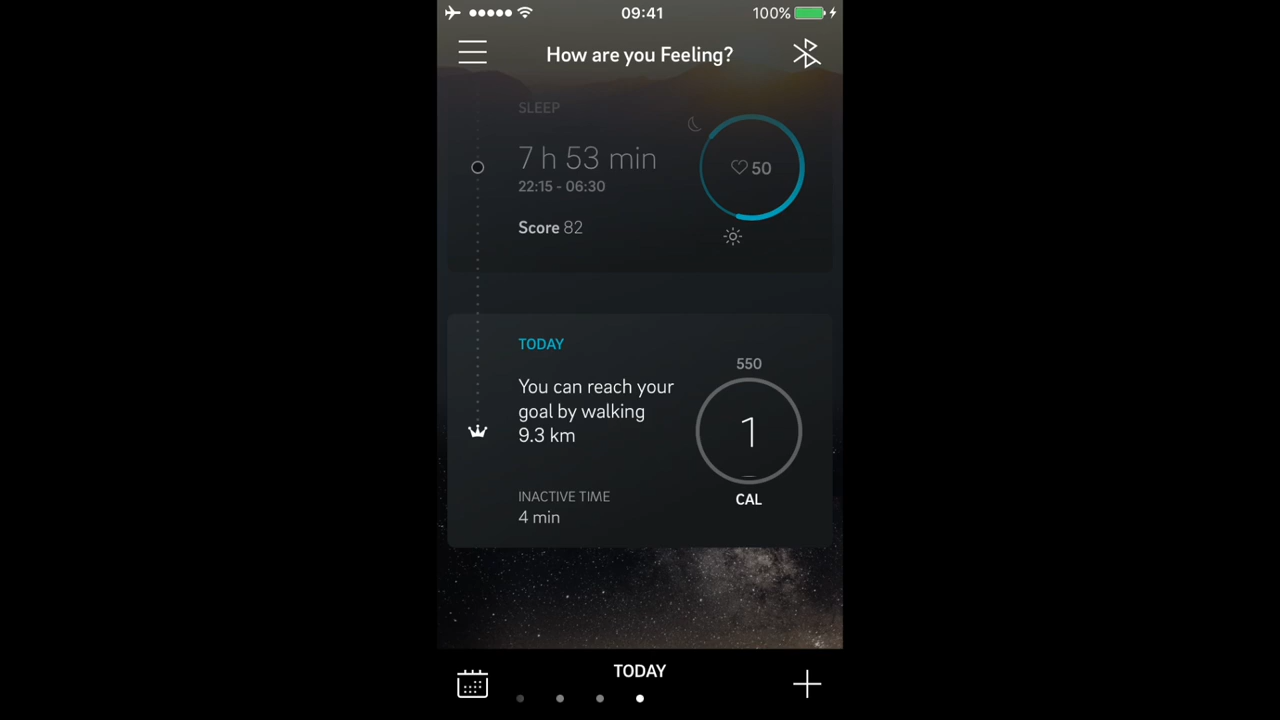 09:41
100%
How are you Feeling?
SLEEP
7 h 53 min
22:15 - 06:30
50
Score 82
TODAY
550
You can reach your
goal by walking
9.3 km
1
INACTIVE TIME
CAL
4 min
TODAY